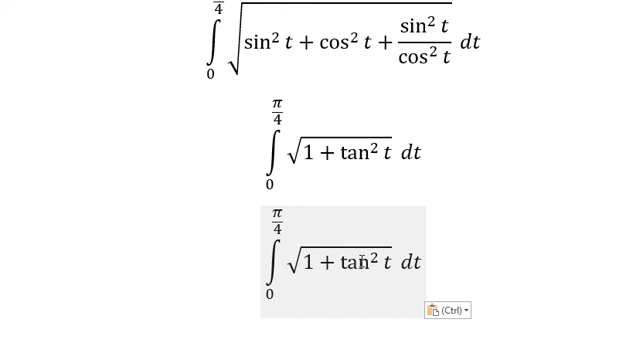 ∫₀^(π/4) √(sin² t + cos² t + sin² t / cos² t) dt
∫₀^(π/4) √(1 + tan² t) dt
∫₀^(π/4) √(1 + tan² t) dt
(Ctrl)